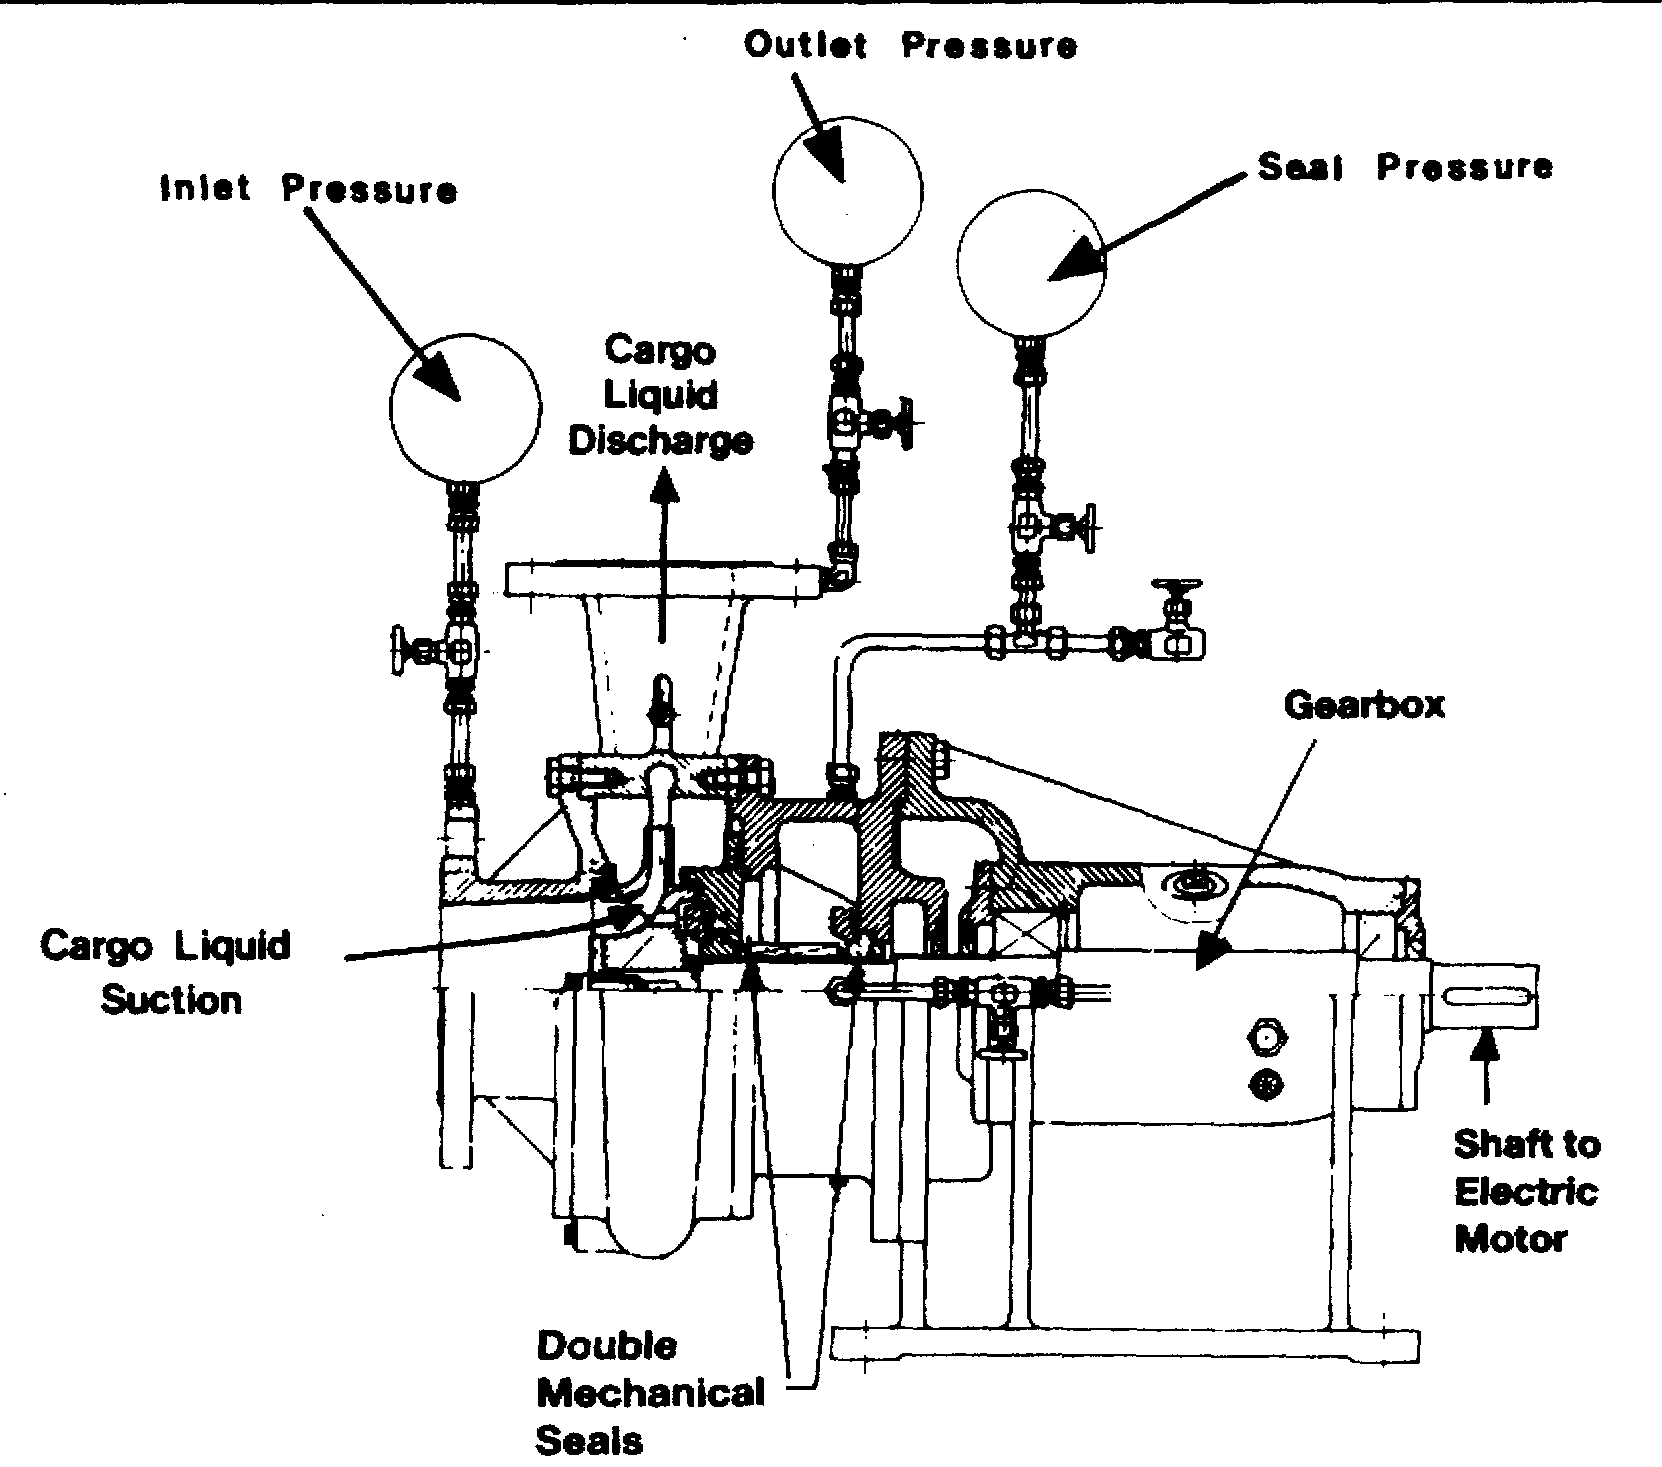 Outlet Pressure
Seal Pressure
Inlet Pressure
Cargo
Liquid
Discharge
Gearbox
Cargo Liquid
Suction
Shaft to
Electric
Motor
Double
Mechanical
Seals